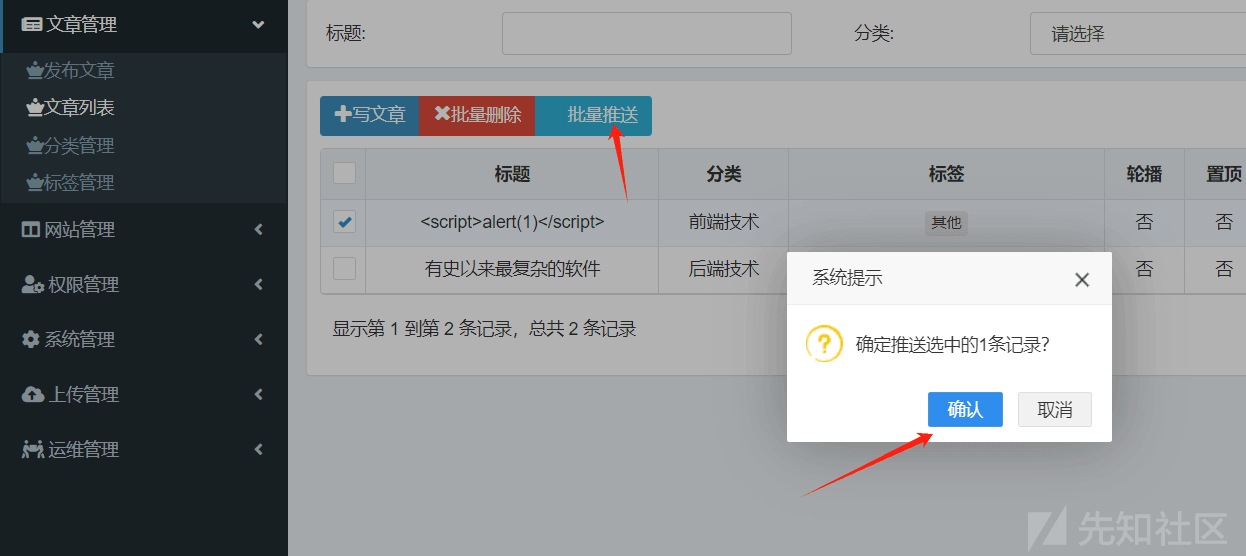 文章管理
发布文章
文章列表
分类管理
标签管理
网站管理
权限管理
系统管理
上传管理
运维管理
标题: 分类: 请选择
写文章 批量删除 批量推送
标题 分类 标签 轮播 置顶
<script>alert(1)</script> 前端技术 其他 否 否
有史以来最复杂的软件 后端技术 否 否
显示第 1 到第 2 条记录，总共 2 条记录
系统提示
确定推送选中的1条记录?
确认 取消
先知社区